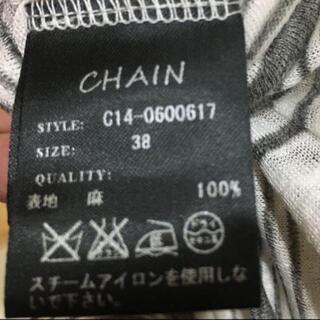 CHAIN
STYLE: C14-0600617
SIZE: 38
QUALITY:
表地 麻 100%
スチームアイロンを使用し
ないで下さい。